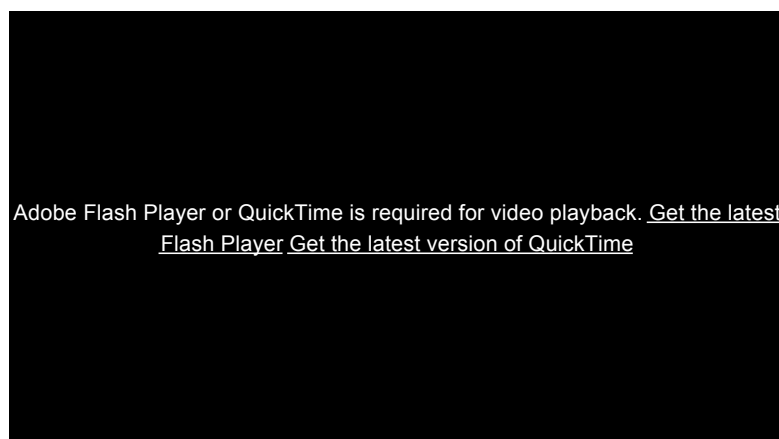 Adobe Flash Player or QuickTime is required for video playback. Get the latest
Flash Player Get the latest version of QuickTime